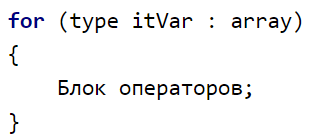 for (type itVar : array)
{
    Блок операторов;
}